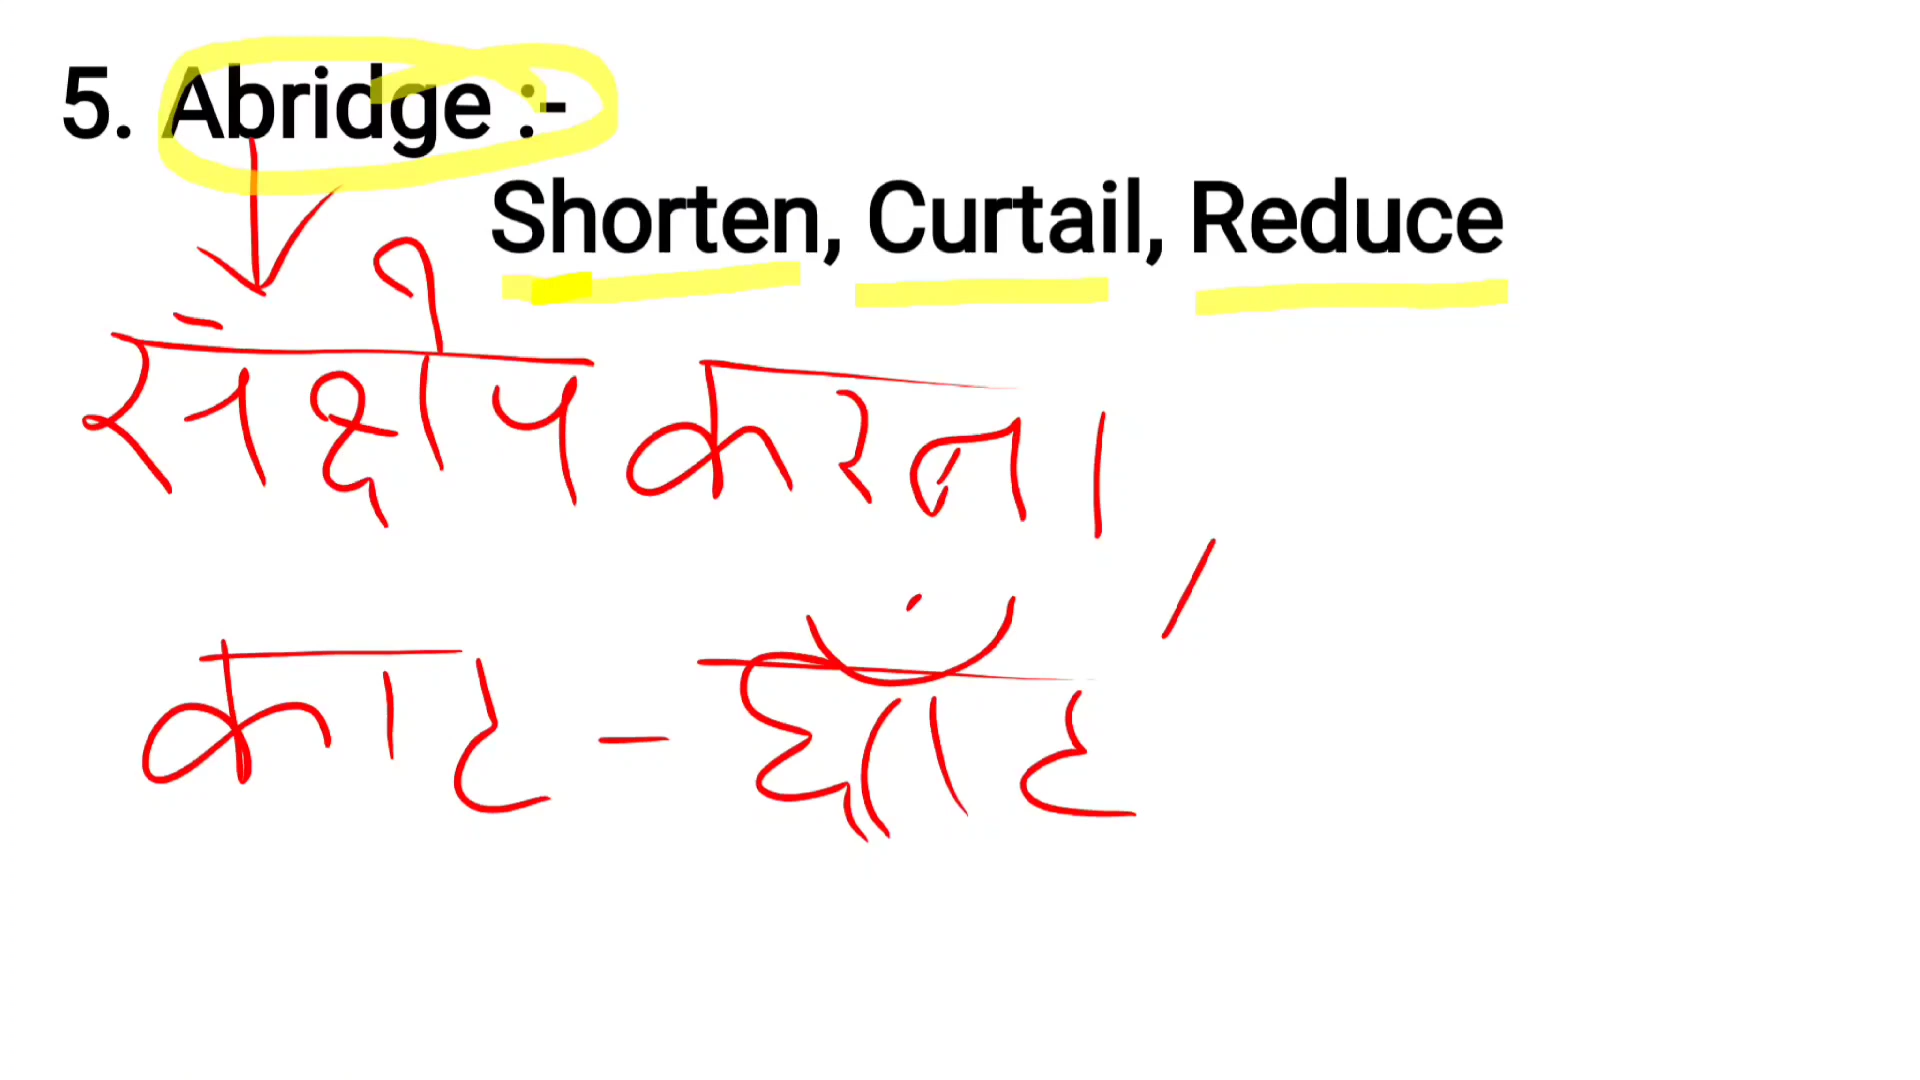 5. Abridge :-
Shorten, Curtail, Reduce
संक्षीप करना
काट - छाँट